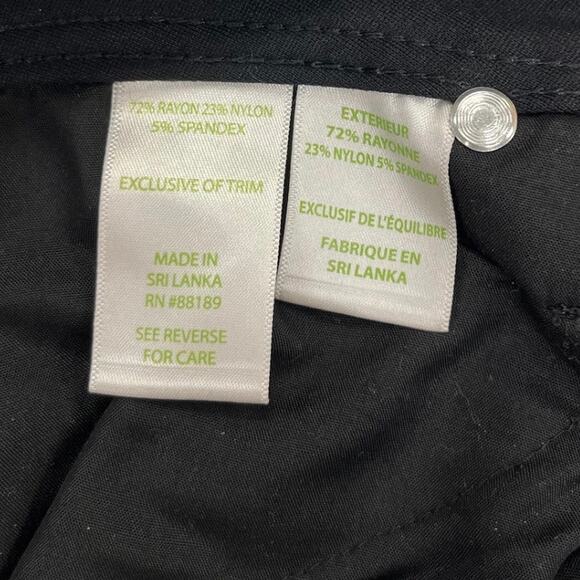 72% RAYON 23% NYLON
5% SPANDEX
EXCLUSIVE OF TRIM
MADE IN
SRI LANKA
RN #88189
SEE REVERSE
FOR CARE
EXTERIEUR
72% RAYONNE
23% NYLON 5% SPANDEX
EXCLUSIF DE L'ÉQUILIBRE
FABRIQUE EN
SRI LANKA